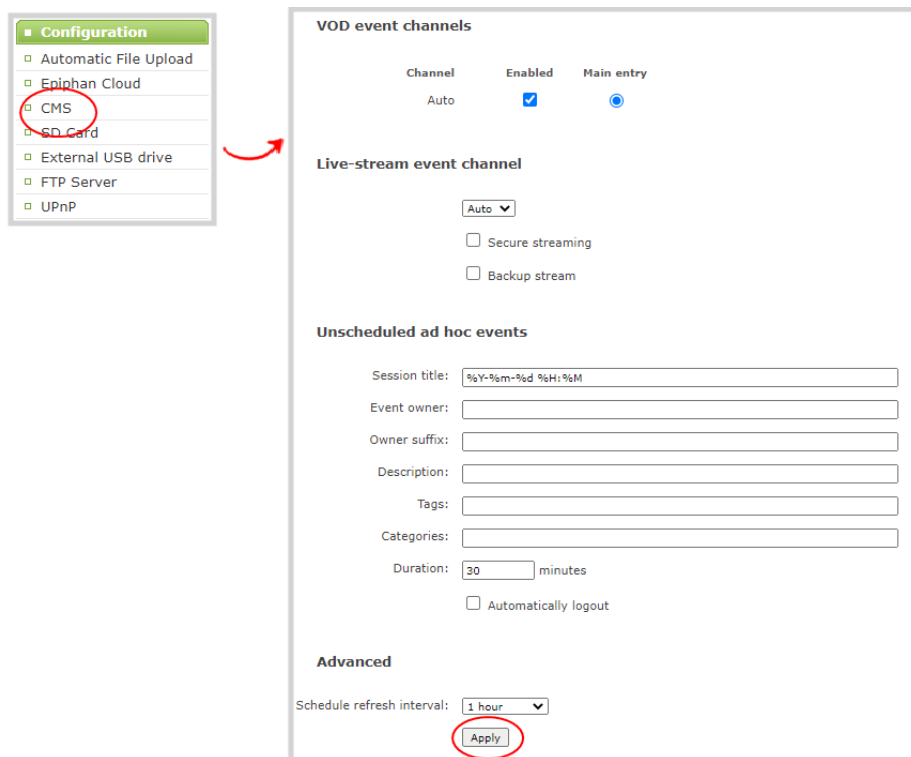 Configuration
Automatic File Upload
Epiphan Cloud
CMS
SD Card
External USB drive
FTP Server
UPnP
VOD event channels
Channel Enabled Main entry
Auto
Live-stream event channel
Auto
Secure streaming
Backup stream
Unscheduled ad hoc events
Session title: %Y-%m-%d %H:%M
Event owner:
Owner suffix:
Description:
Tags:
Categories:
Duration: 30 minutes
Automatically logout
Advanced
Schedule refresh interval: 1 hour
Apply